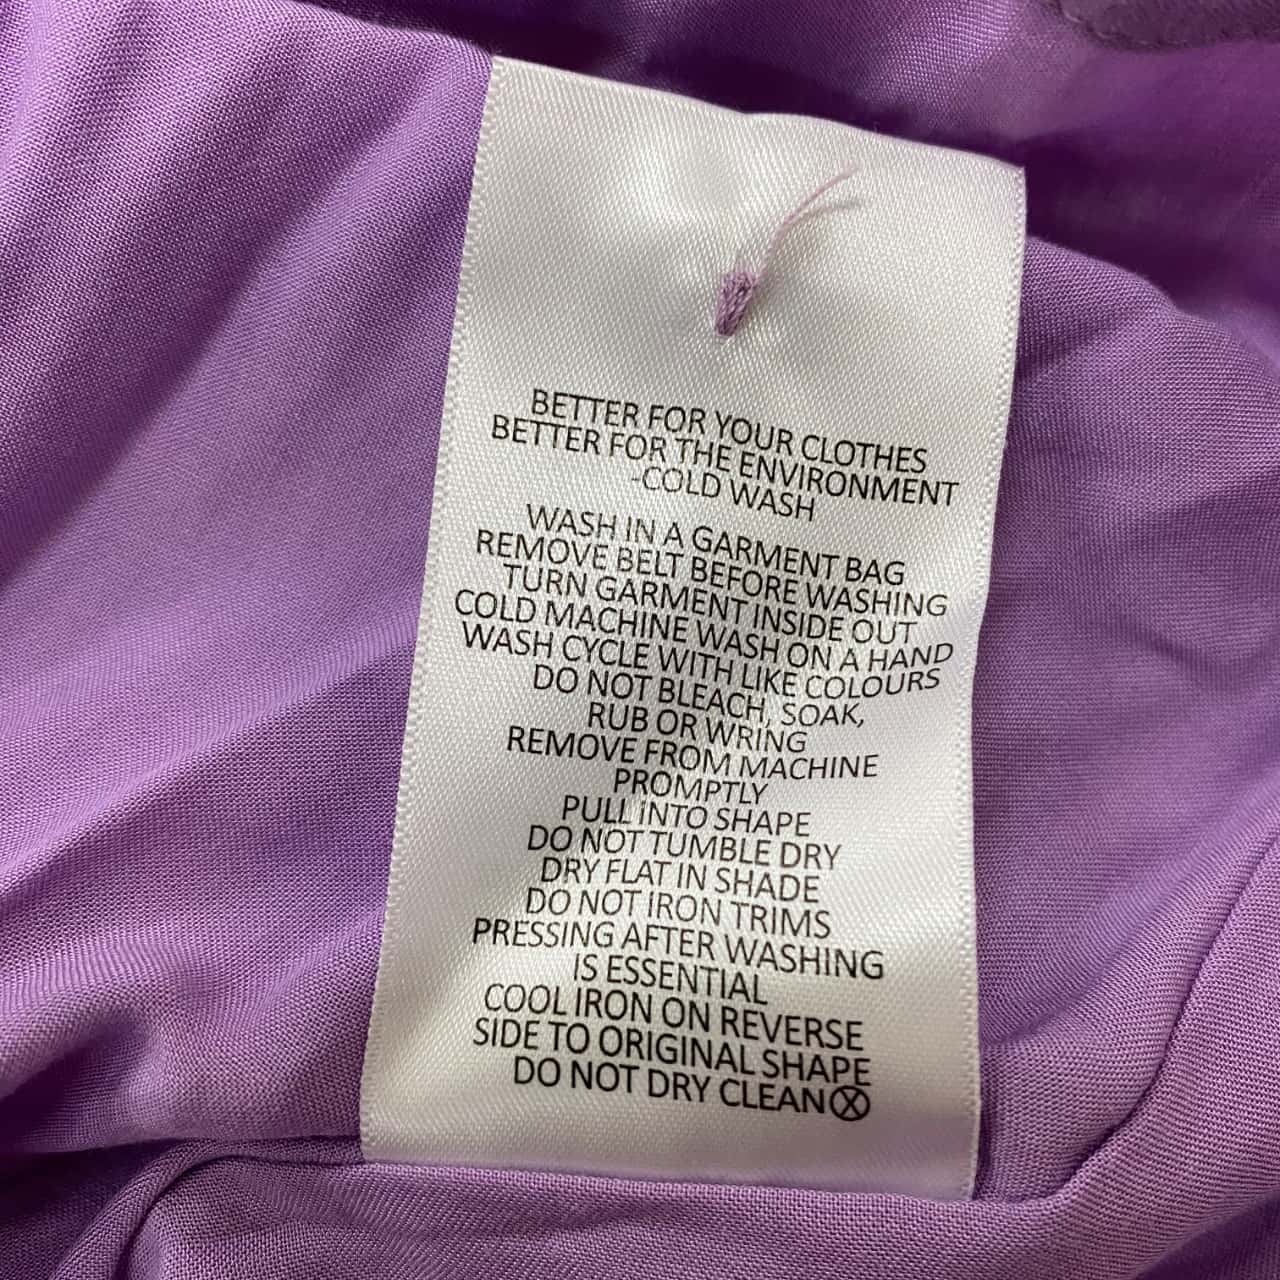 BETTER FOR YOUR CLOTHES
BETTER FOR THE ENVIRONMENT
-COLD WASH
WASH IN A GARMENT BAG
REMOVE BELT BEFORE WASHING
TURN GARMENT INSIDE OUT
COLD MACHINE WASH ON A HAND
WASH CYCLE WITH LIKE COLOURS
DO NOT BLEACH, SOAK,
RUB OR WRING
REMOVE FROM MACHINE
PROMPTLY
PULL INTO SHAPE
DO NOT TUMBLE DRY
DRY FLAT IN SHADE
DO NOT IRON TRIMS
PRESSING AFTER WASHING
IS ESSENTIAL
COOL IRON ON REVERSE
SIDE TO ORIGINAL SHAPE
DO NOT DRY CLEAN